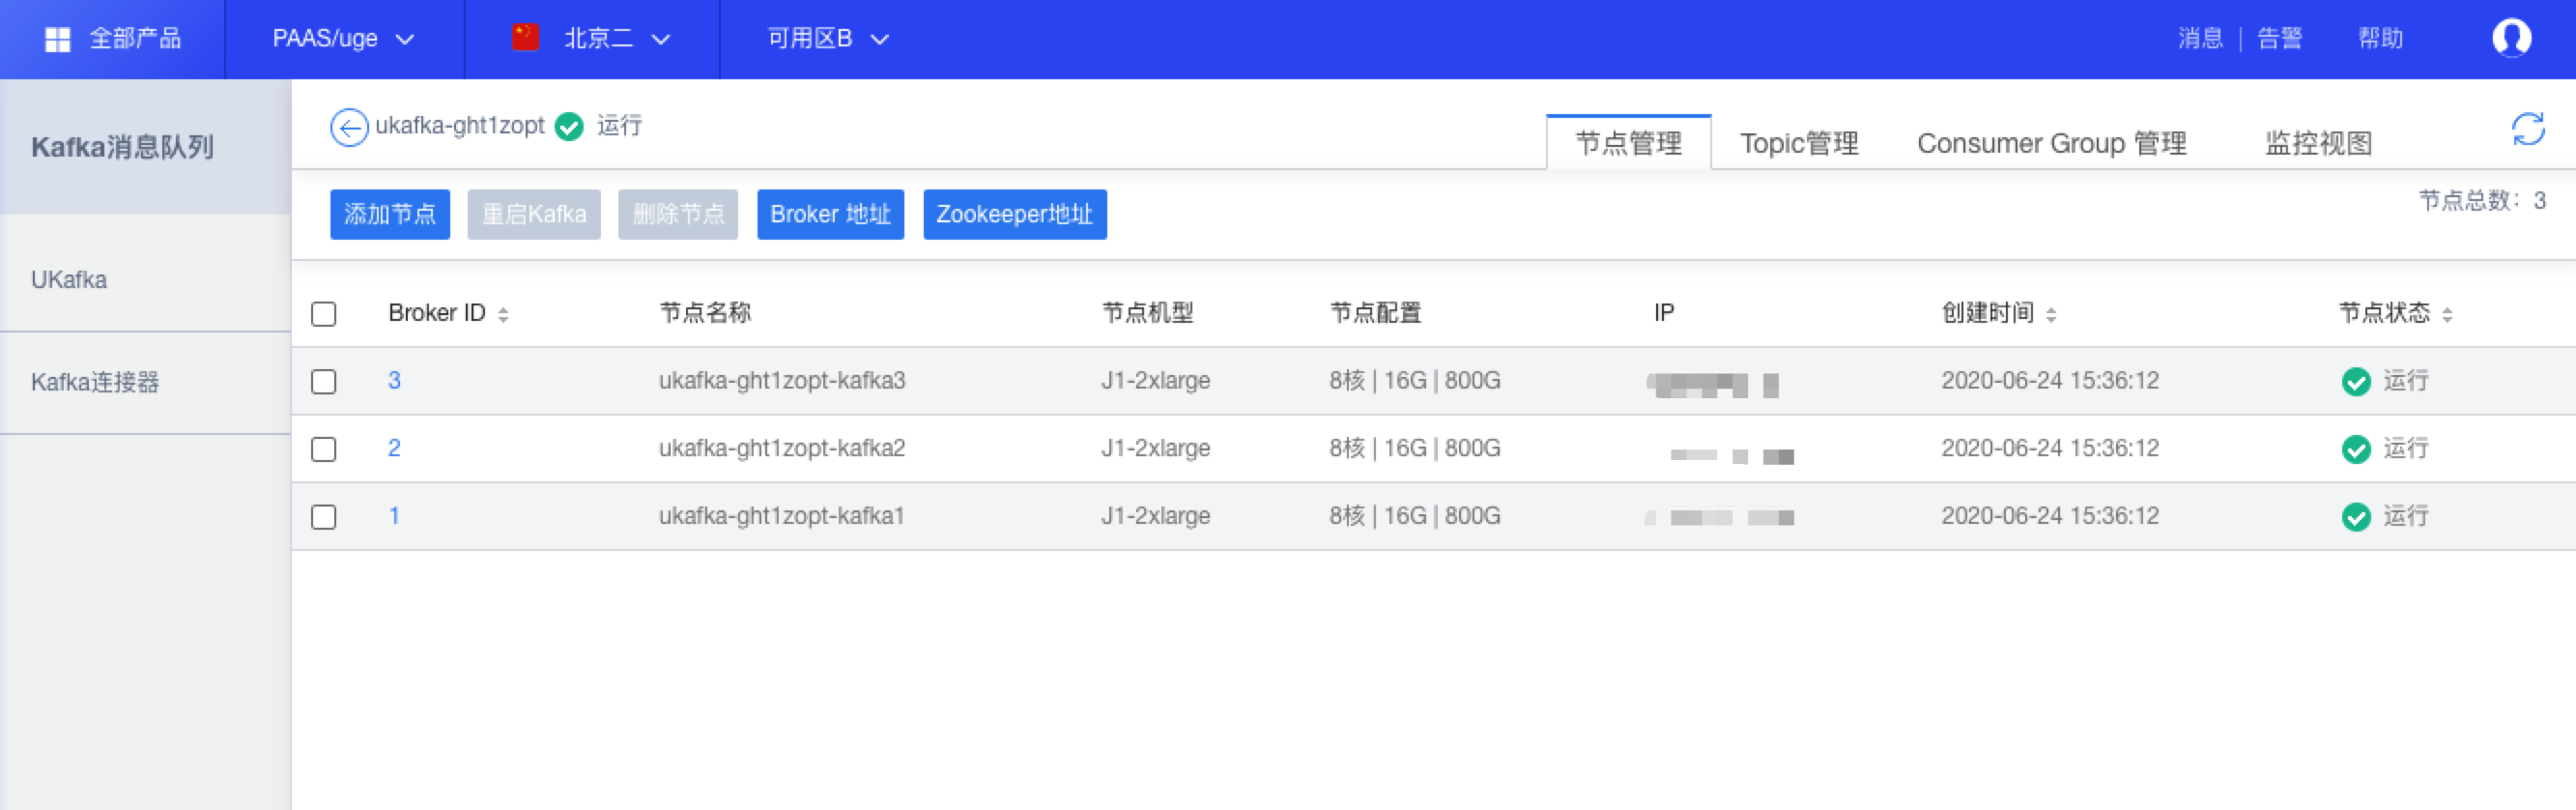 全部产品 PAAS/uge 北京二 可用区B 消息 | 告警 帮助
Kafka消息队列
UKafka
Kafka连接器
ukafka-ght1zopt 运行 节点管理 Topic管理 Consumer Group 管理 监控视图
添加节点 重启Kafka 删除节点 Broker 地址 Zookeeper地址 节点总数：3
Broker ID 节点名称 节点机型 节点配置 IP 创建时间 节点状态
3 ukafka-ght1zopt-kafka3 J1-2xlarge 8核 | 16G | 800G 2020-06-24 15:36:12 运行
2 ukafka-ght1zopt-kafka2 J1-2xlarge 8核 | 16G | 800G 2020-06-24 15:36:12 运行
1 ukafka-ght1zopt-kafka1 J1-2xlarge 8核 | 16G | 800G 2020-06-24 15:36:12 运行